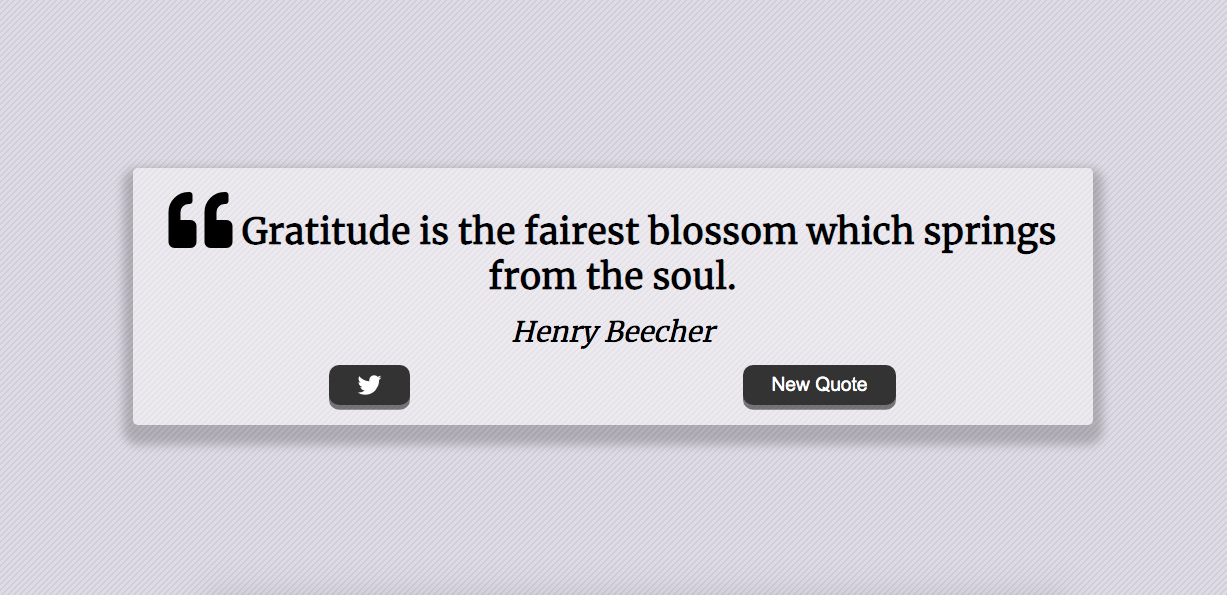 Gratitude is the fairest blossom which springs
from the soul.
Henry Beecher
New Quote